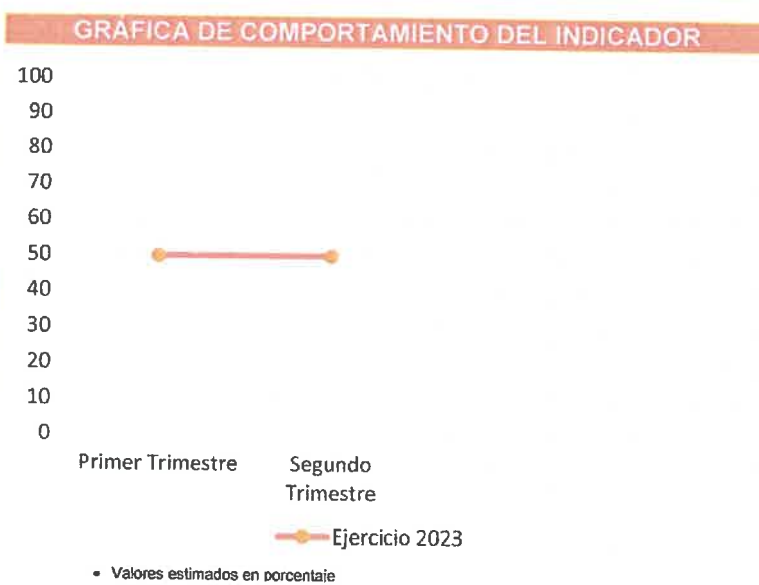 GRÁFICA DE COMPORTAMIENTO DEL INDICADOR
100
90
80
70
60
50
40
30
20
10
0
Primer Trimestre
Segundo
Trimestre
Ejercicio 2023
• Valores estimados en porcentaje